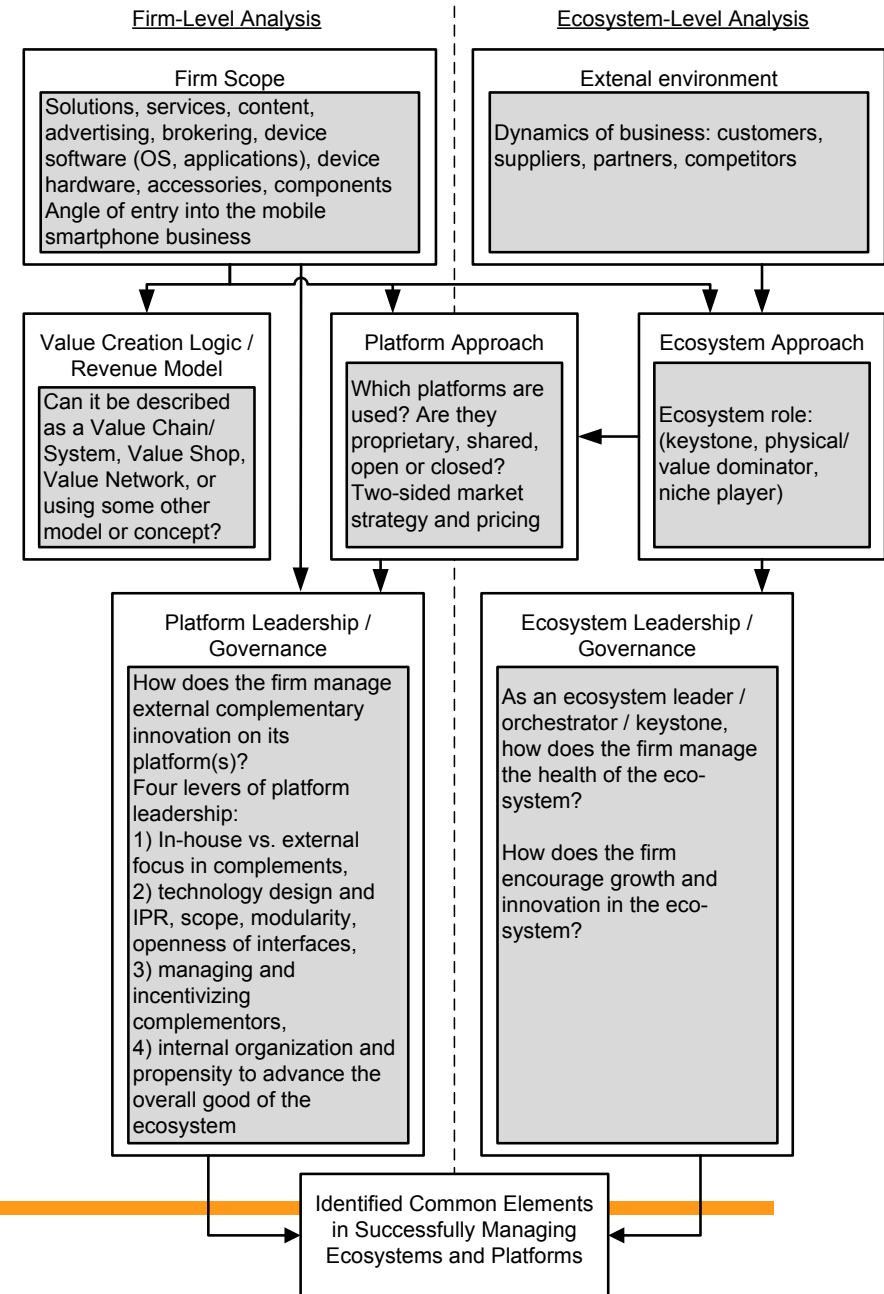 Firm-Level Analysis
Ecosystem-Level Analysis
Firm Scope
Solutions, services, content,
advertising, brokering, device
software (OS, applications), device
hardware, accessories, components
Angle of entry into the mobile
smartphone business
Extenal environment
Dynamics of business: customers,
suppliers, partners, competitors
Value Creation Logic /
Revenue Model
Can it be described
as a Value Chain/
System, Value Shop,
Value Network, or
using some other
model or concept?
Platform Approach
Which platforms are
used? Are they
proprietary, shared,
open or closed?
Two-sided market
strategy and pricing
Ecosystem Approach
Ecosystem role:
(keystone, physical/
value dominator,
niche player)
Platform Leadership /
Governance
How does the firm manage
external complementary
innovation on its
platform(s)?
Four levers of platform
leadership:
1) In-house vs. external
focus in complements,
2) technology design and
IPR, scope, modularity,
openness of interfaces,
3) managing and
incentivizing
complementors,
4) internal organization and
propensity to advance the
overall good of the
ecosystem
Ecosystem Leadership /
Governance
As an ecosystem leader /
orchestrator / keystone,
how does the firm manage
the health of the eco-
system?
How does the firm
encourage growth and
innovation in the eco-
system?
Identified Common Elements
in Successfully Managing
Ecosystems and Platforms